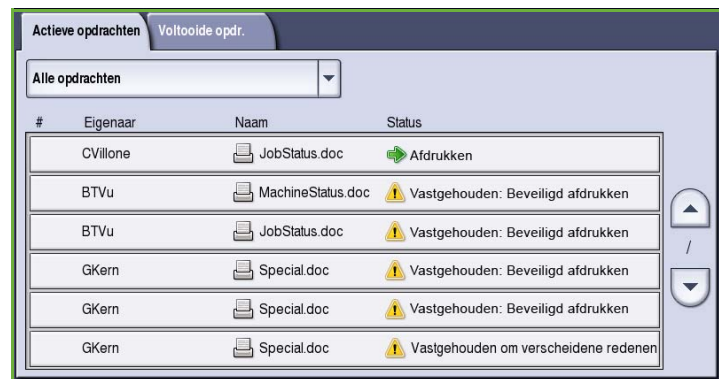 Actieve opdrachten Voltooide opdr.
Alle opdrachten
# Eigenaar Naam Status
CVillone JobStatus.doc Afdrukken
BTVu MachineStatus.doc Vastgehouden: Beveiligd afdrukken
BTVu JobStatus.doc Vastgehouden: Beveiligd afdrukken
GKern Special.doc Vastgehouden: Beveiligd afdrukken
GKern Special.doc Vastgehouden: Beveiligd afdrukken
GKern Special.doc Vastgehouden om verscheidene redenen
/